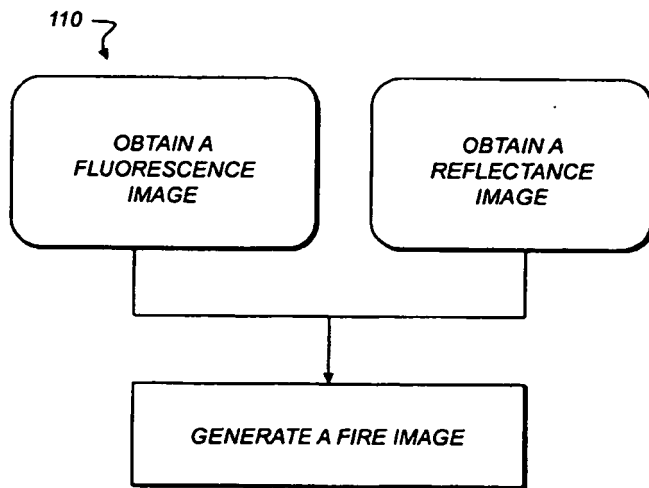 110
OBTAIN A
FLUORESCENCE
IMAGE
OBTAIN A
REFLECTANCE
IMAGE
GENERATE A FIRE IMAGE